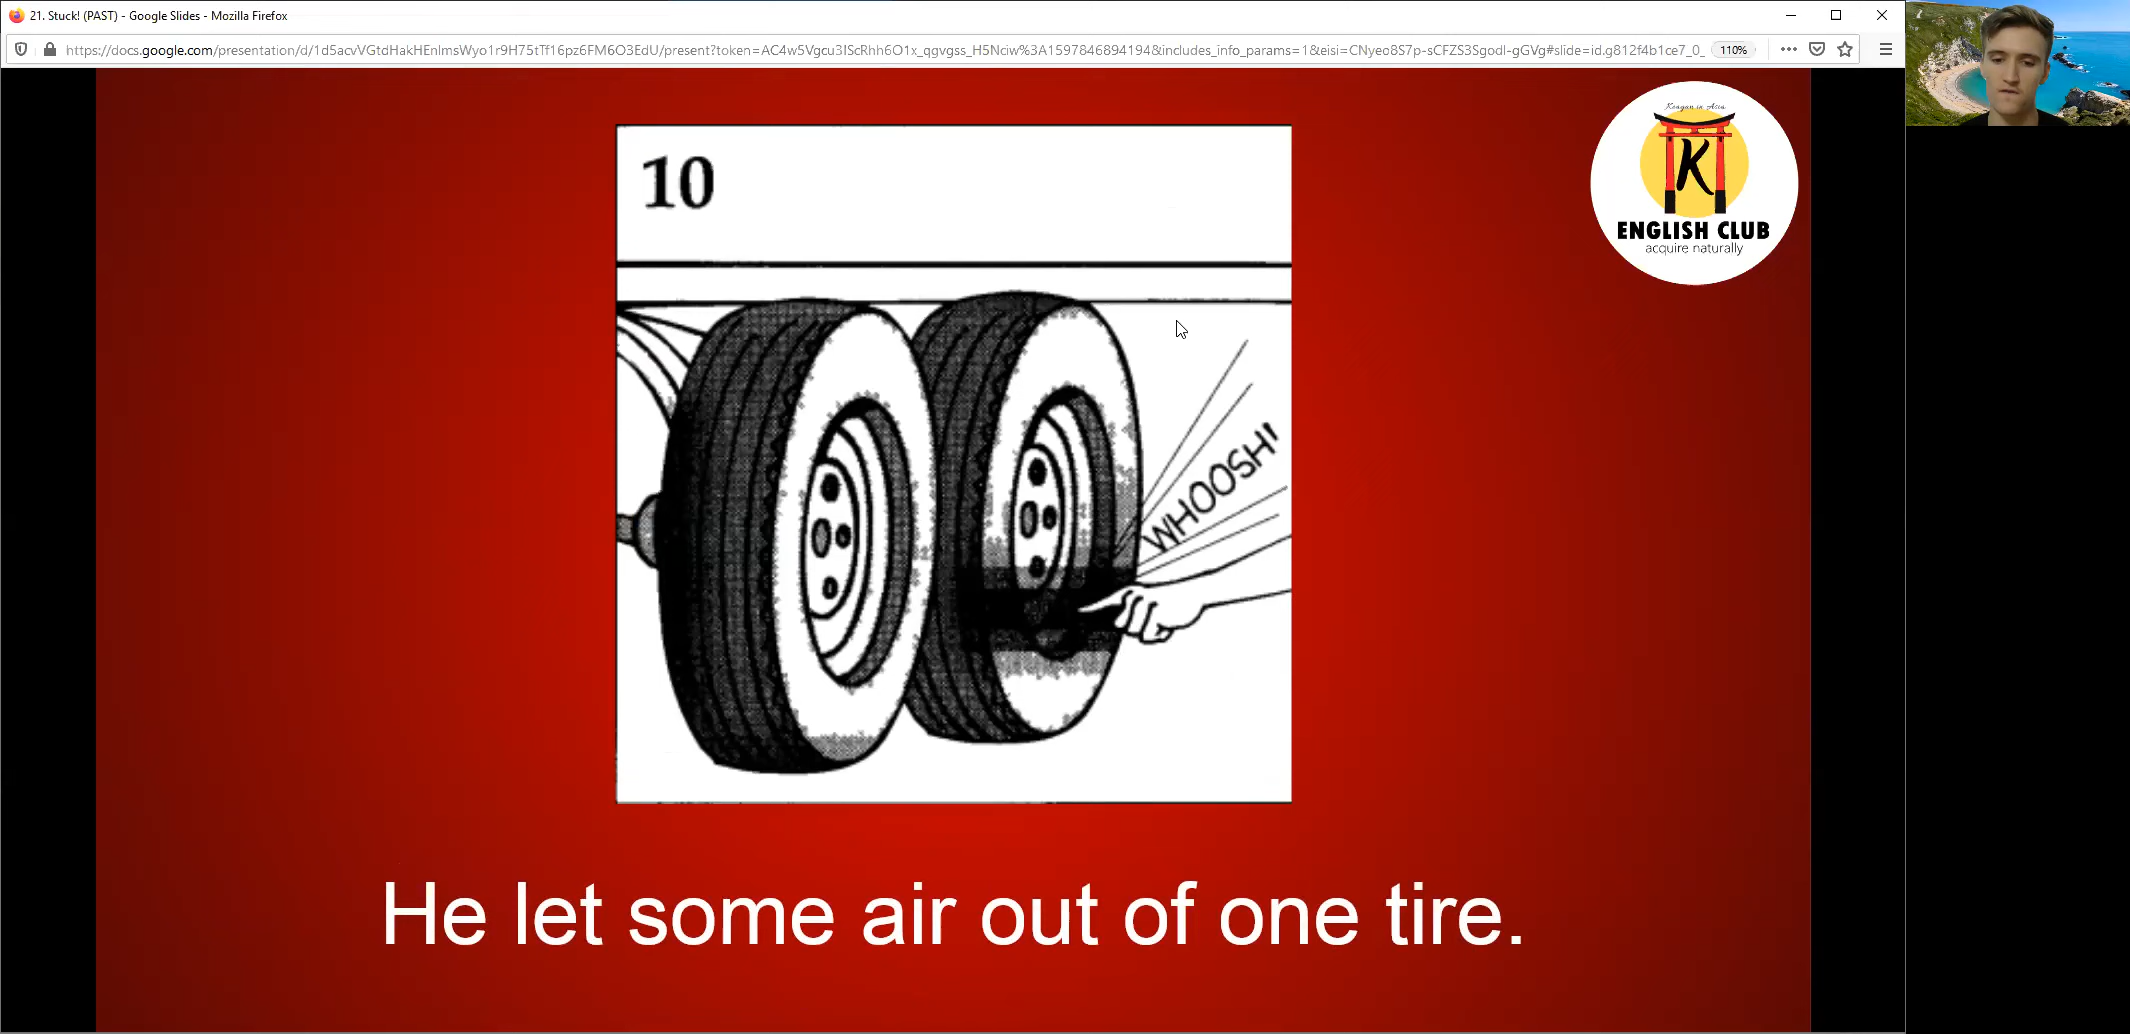 21. Stuck! (PAST) - Google Slides - Mozilla Firefox
https://docs.google.com/presentation/d/1d5acvVGtdHakHEnlmsWyo1r9H75tTf16pz6FM6O3EdU/present?token=AC4w5Vgcu3IScRhh6O1x_qgvgss_H5Nciw%3A1597846894194&includes_info_params=1&eisi=CNyeo8S7p-sCFZS3Sgodl-gGVg#slide=id.g812f4b1ce7_0_
110%
Keagan in Asia
K
ENGLISH CLUB
acquire naturally
10
WHOOSH!
He let some air out of one tire.